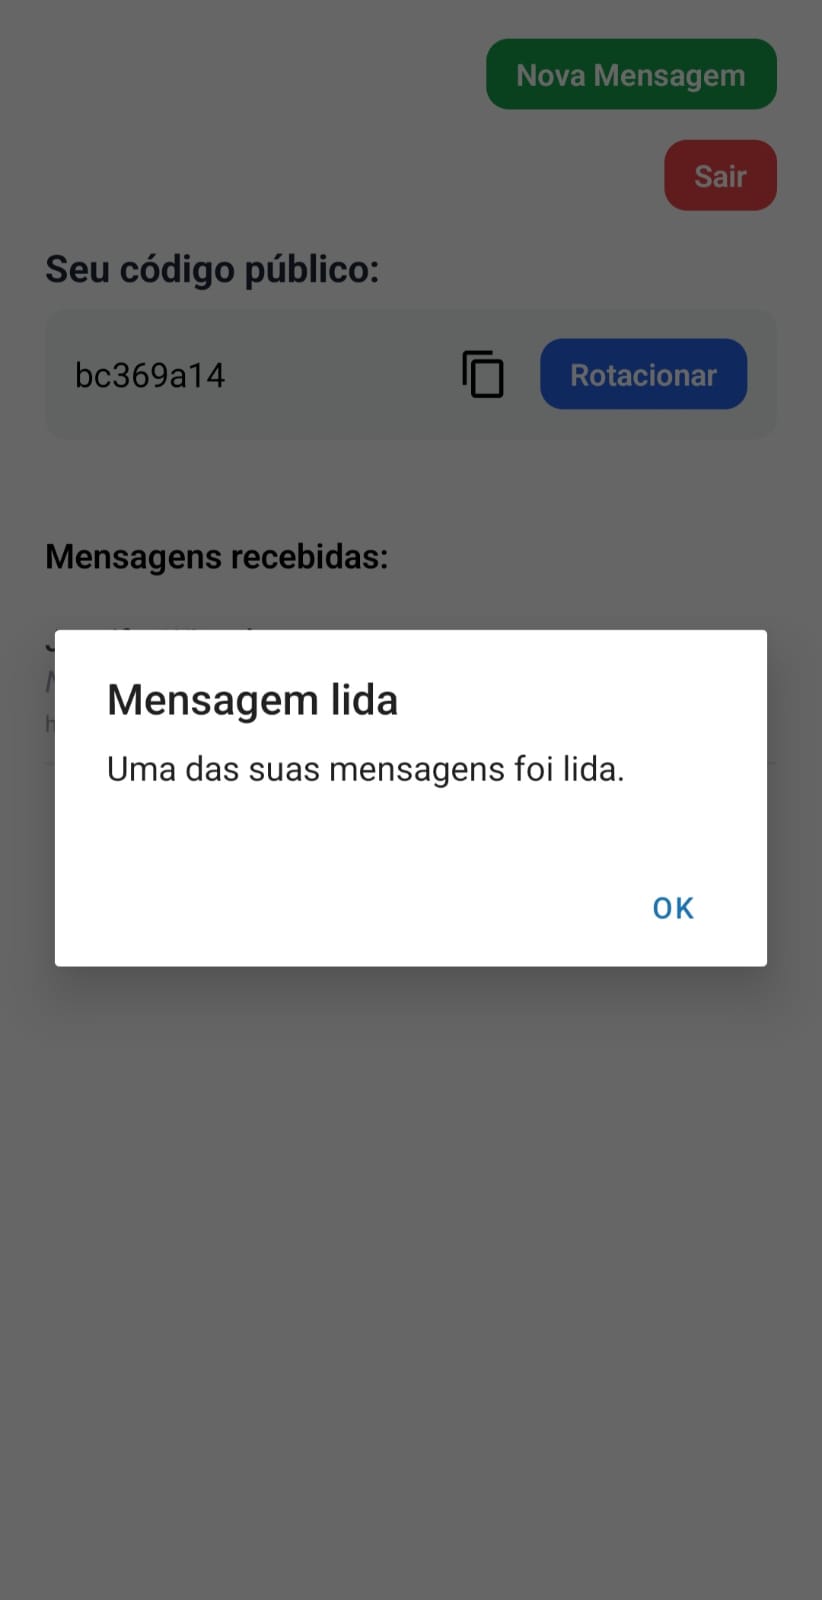 Nova Mensagem
Sair
Seu código público:
bc369a14
Rotacionar
Mensagens recebidas:
Mensagem lida
Uma das suas mensagens foi lida.
OK